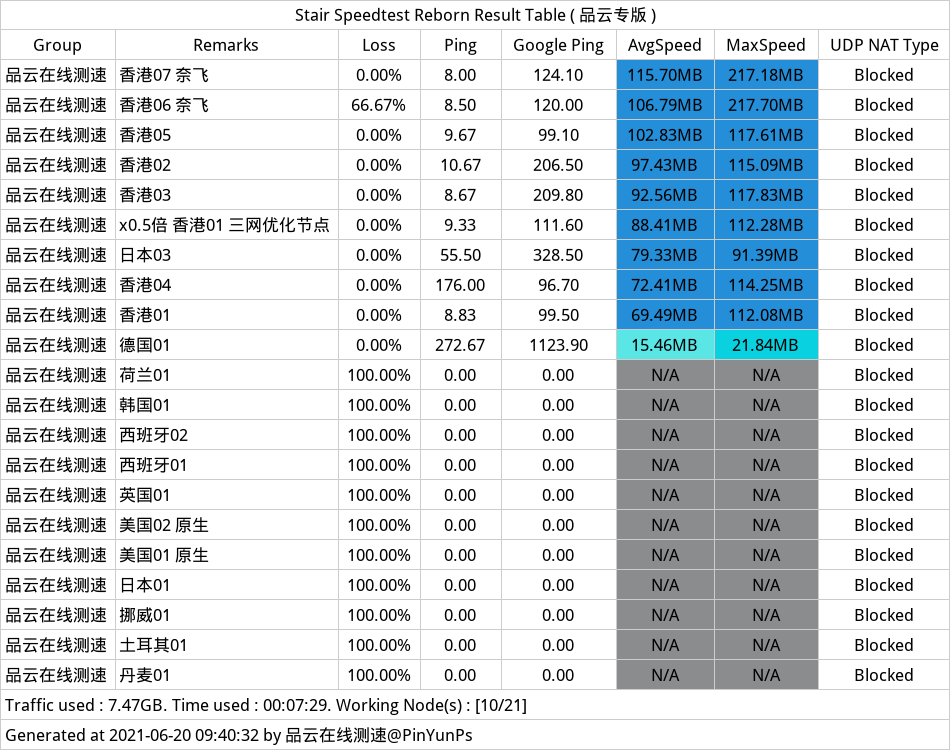 Stair Speedtest Reborn Result Table ( 品云专版 )
Group Remarks Loss Ping Google Ping AvgSpeed MaxSpeed UDP NAT Type
品云在线测速 香港07 奈飞 0.00% 8.00 124.10 115.70MB 217.18MB Blocked
品云在线测速 香港06 奈飞 66.67% 8.50 120.00 106.79MB 217.70MB Blocked
品云在线测速 香港05 0.00% 9.67 99.10 102.83MB 117.61MB Blocked
品云在线测速 香港02 0.00% 10.67 206.50 97.43MB 115.09MB Blocked
品云在线测速 香港03 0.00% 8.67 209.80 92.56MB 117.83MB Blocked
品云在线测速 x0.5倍 香港01 三网优化节点 0.00% 9.33 111.60 88.41MB 112.28MB Blocked
品云在线测速 日本03 0.00% 55.50 328.50 79.33MB 91.39MB Blocked
品云在线测速 香港04 0.00% 176.00 96.70 72.41MB 114.25MB Blocked
品云在线测速 香港01 0.00% 8.83 99.50 69.49MB 112.08MB Blocked
品云在线测速 德国01 0.00% 272.67 1123.90 15.46MB 21.84MB Blocked
品云在线测速 荷兰01 100.00% 0.00 0.00 N/A N/A Blocked
品云在线测速 韩国01 100.00% 0.00 0.00 N/A N/A Blocked
品云在线测速 西班牙02 100.00% 0.00 0.00 N/A N/A Blocked
品云在线测速 西班牙01 100.00% 0.00 0.00 N/A N/A Blocked
品云在线测速 英国01 100.00% 0.00 0.00 N/A N/A Blocked
品云在线测速 美国02 原生 100.00% 0.00 0.00 N/A N/A Blocked
品云在线测速 美国01 原生 100.00% 0.00 0.00 N/A N/A Blocked
品云在线测速 日本01 100.00% 0.00 0.00 N/A N/A Blocked
品云在线测速 挪威01 100.00% 0.00 0.00 N/A N/A Blocked
品云在线测速 土耳其01 100.00% 0.00 0.00 N/A N/A Blocked
品云在线测速 丹麦01 100.00% 0.00 0.00 N/A N/A Blocked
Traffic used : 7.47GB. Time used : 00:07:29. Working Node(s) : [10/21]
Generated at 2021-06-20 09:40:32 by 品云在线测速@PinYunPs